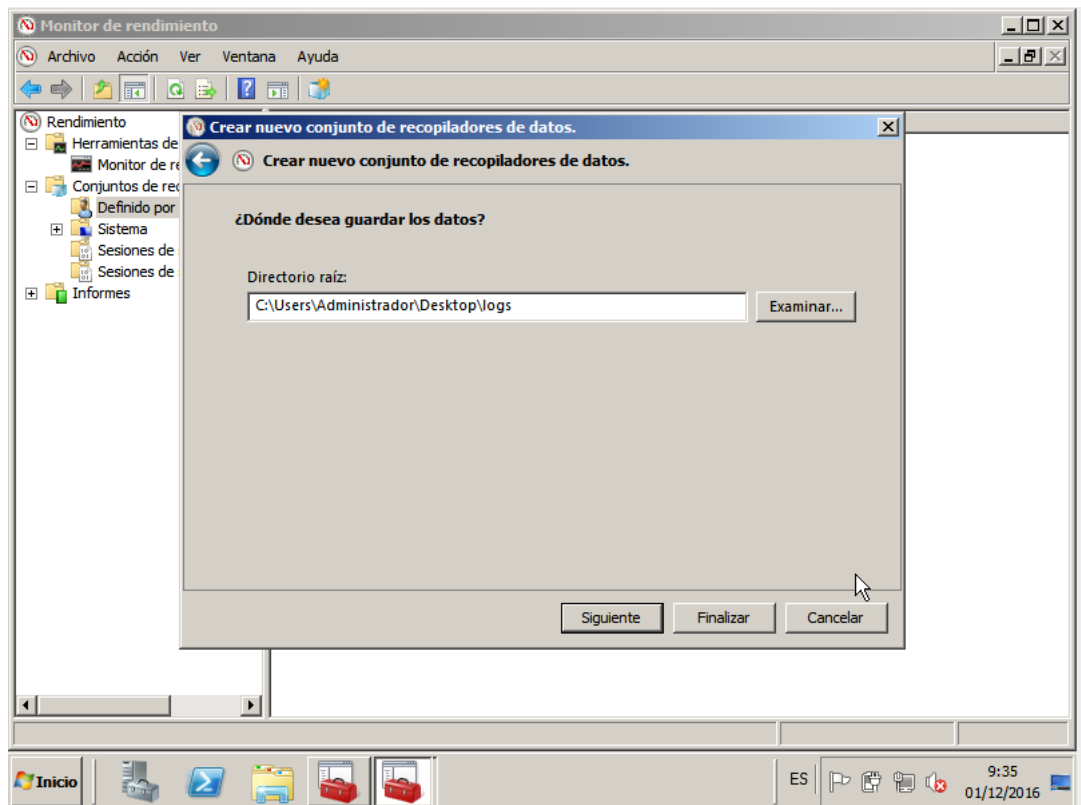 Monitor de rendimiento
Archivo Acción Ver Ventana Ayuda
Rendimiento
Herramientas de
Monitor de re
Conjuntos de rec
Definido por
Sistema
Sesiones de
Sesiones de
Informes
Crear nuevo conjunto de recopiladores de datos.
Crear nuevo conjunto de recopiladores de datos.
¿Dónde desea guardar los datos?
Directorio raíz:
C:\Users\Administrador\Desktop\logs
Examinar...
Siguiente Finalizar Cancelar
Inicio
ES
9:35
01/12/2016